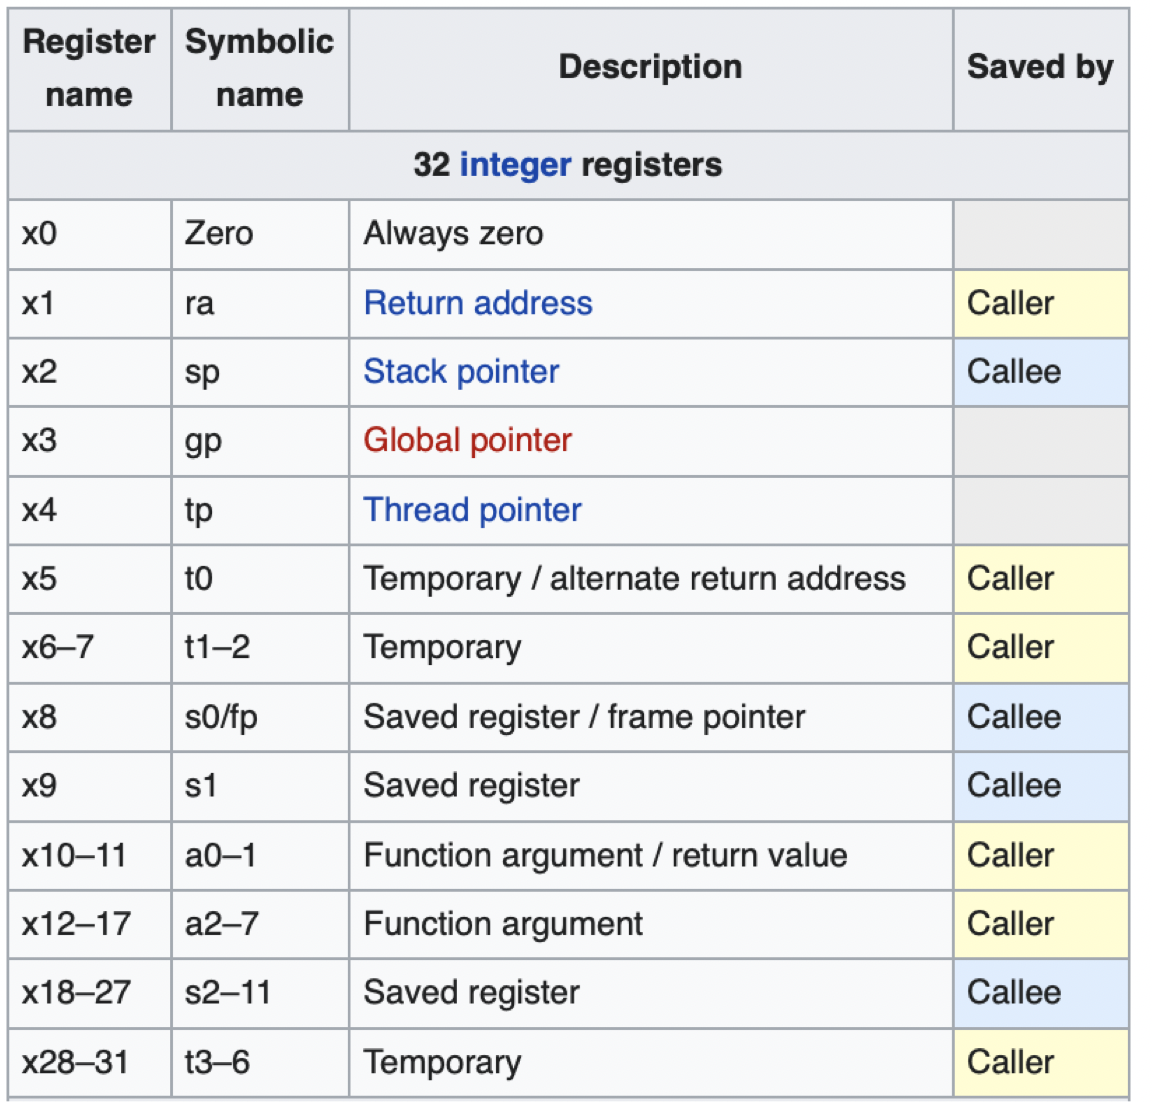 Register name Symbolic name Description Saved by
32 integer registers
x0 Zero Always zero
x1 ra Return address Caller
x2 sp Stack pointer Callee
x3 gp Global pointer
x4 tp Thread pointer
x5 t0 Temporary / alternate return address Caller
x6–7 t1–2 Temporary Caller
x8 s0/fp Saved register / frame pointer Callee
x9 s1 Saved register Callee
x10–11 a0–1 Function argument / return value Caller
x12–17 a2–7 Function argument Caller
x18–27 s2–11 Saved register Callee
x28–31 t3–6 Temporary Caller